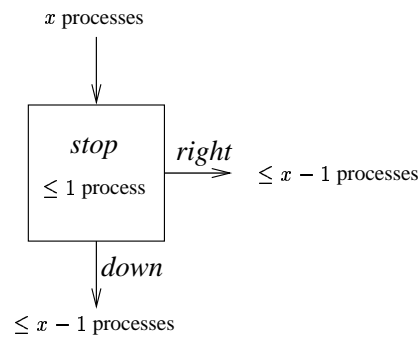 x processes
stop
right
≤ 1 process
≤ x − 1 processes
down
≤ x − 1 processes